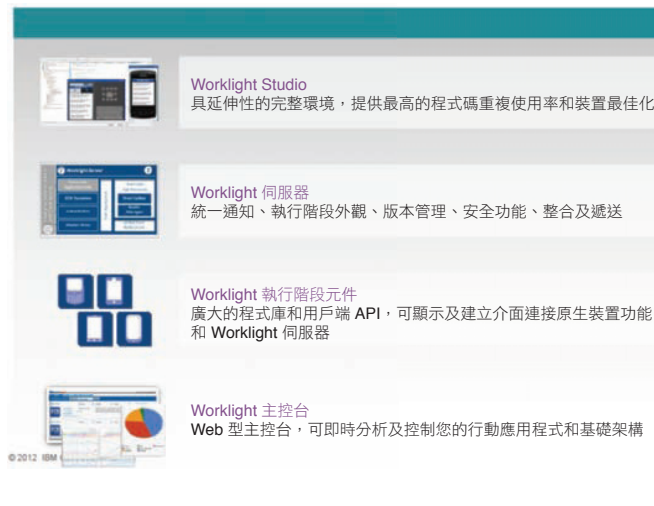 Worklight Studio
具延伸性的完整環境，提供最高的程式碼重複使用率和裝置最佳化
Worklight 伺服器
統一通知、執行階段外觀、版本管理、安全功能、整合及遞送
Worklight 執行階段元件
廣大的程式庫和用戶端 API，可顯示及建立介面連接原生裝置功能
和 Worklight 伺服器
Worklight 主控台
Web 型主控台，可即時分析及控制您的行動應用程式和基礎架構
© 2012 IBM